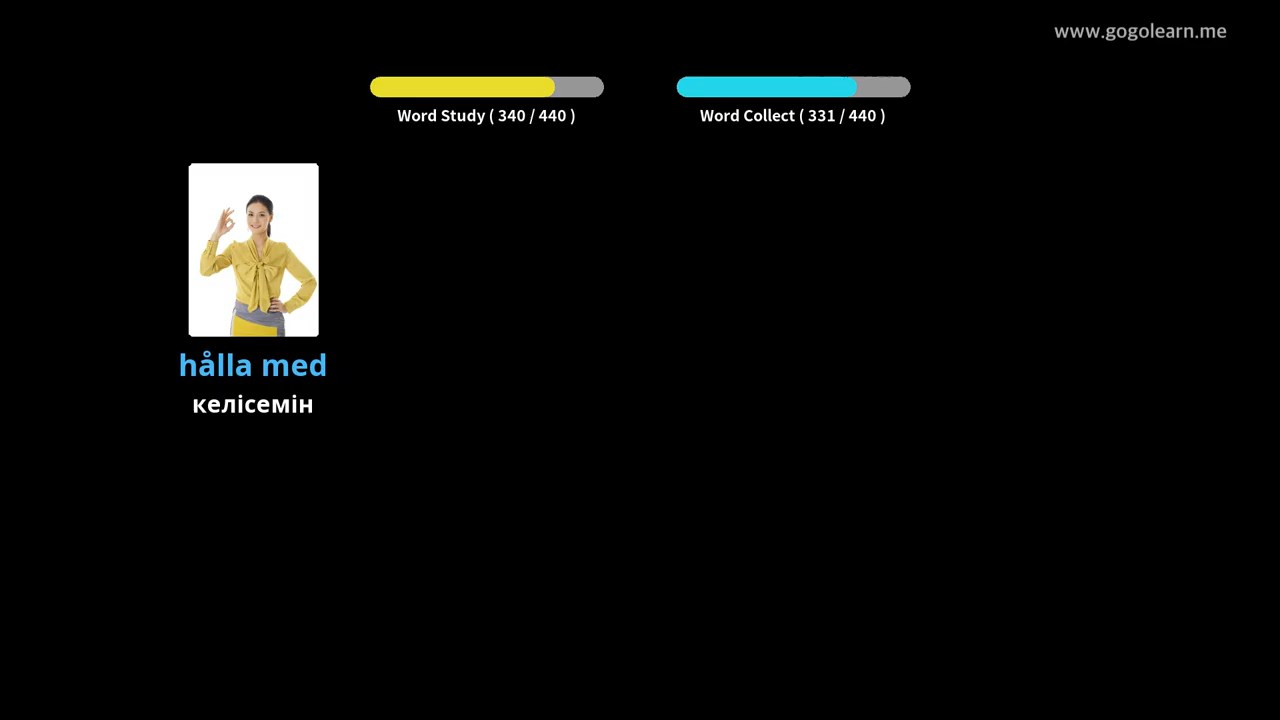 www.gogolearn.me
Word Study ( 340 / 440 )
Word Collect ( 331 / 440 )
hålla med
келісемін